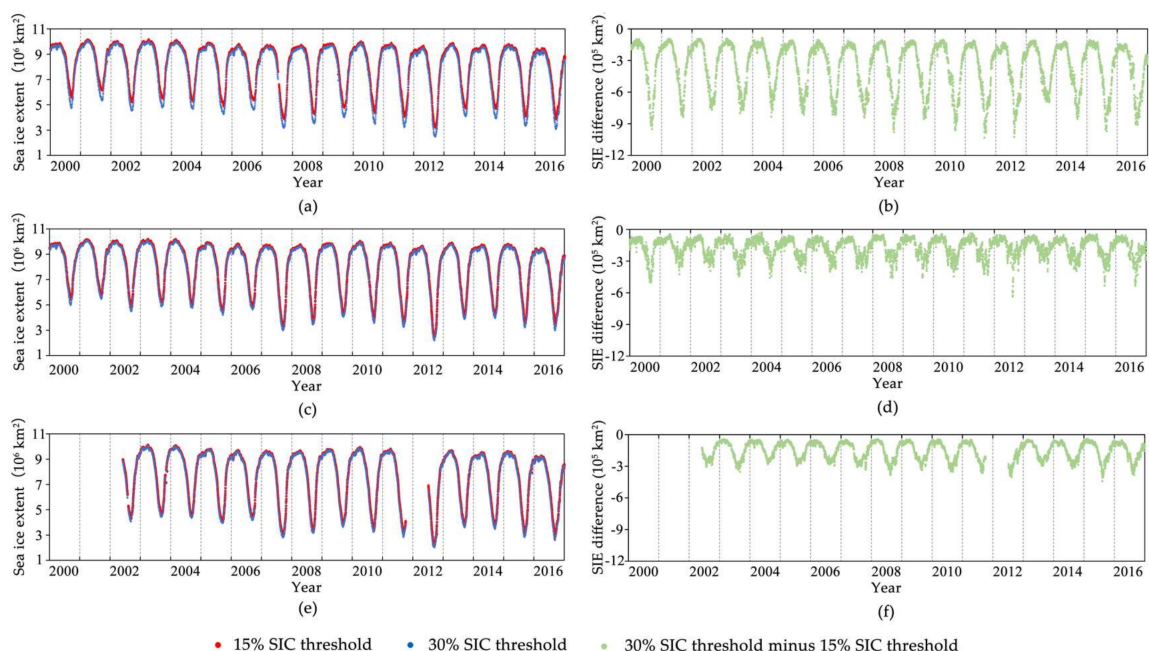 Sea ice extent (10⁶ km²)
11
9
7
5
3
1
2000 2002 2004 2006 2008 2010 2012 2014 2016
Year
(a)
SIE difference (10⁵ km²)
0
-3
-6
-9
-12
2000 2002 2004 2006 2008 2010 2012 2014 2016
Year
(b)
Sea ice extent (10⁶ km²)
11
9
7
5
3
1
2000 2002 2004 2006 2008 2010 2012 2014 2016
Year
(c)
SIE difference (10⁵ km²)
0
-3
-6
-9
-12
2000 2002 2004 2006 2008 2010 2012 2014 2016
Year
(d)
Sea ice extent (10⁶ km²)
11
9
7
5
3
1
2000 2002 2004 2006 2008 2010 2012 2014 2016
Year
(e)
SIE difference (10⁵ km²)
0
-3
-6
-9
-12
2000 2002 2004 2006 2008 2010 2012 2014 2016
Year
(f)
15% SIC threshold 30% SIC threshold 30% SIC threshold minus 15% SIC threshold